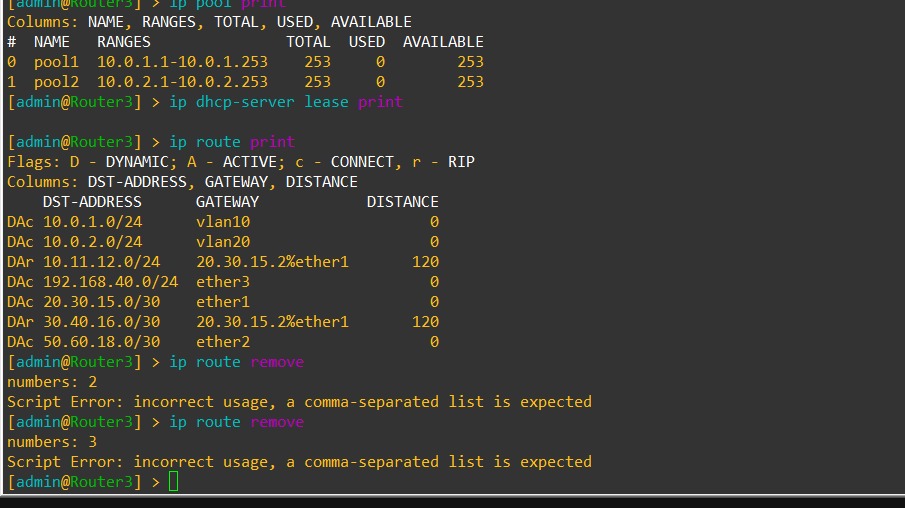 [admin@Router3] > ip pool print
Columns: NAME, RANGES, TOTAL, USED, AVAILABLE
# NAME RANGES TOTAL USED AVAILABLE
0 pool1 10.0.1.1-10.0.1.253 253 0 253
1 pool2 10.0.2.1-10.0.2.253 253 0 253
[admin@Router3] > ip dhcp-server lease print
[admin@Router3] > ip route print
Flags: D - DYNAMIC; A - ACTIVE; c - CONNECT, r - RIP
Columns: DST-ADDRESS, GATEWAY, DISTANCE
DST-ADDRESS GATEWAY DISTANCE
DAc 10.0.1.0/24 vlan10 0
DAc 10.0.2.0/24 vlan20 0
DAr 10.11.12.0/24 20.30.15.2%ether1 120
DAc 192.168.40.0/24 ether3 0
DAc 20.30.15.0/30 ether1 0
DAr 30.40.16.0/30 20.30.15.2%ether1 120
DAc 50.60.18.0/30 ether2 0
[admin@Router3] > ip route remove
numbers: 2
Script Error: incorrect usage, a comma-separated list is expected
[admin@Router3] > ip route remove
numbers: 3
Script Error: incorrect usage, a comma-separated list is expected
[admin@Router3] >